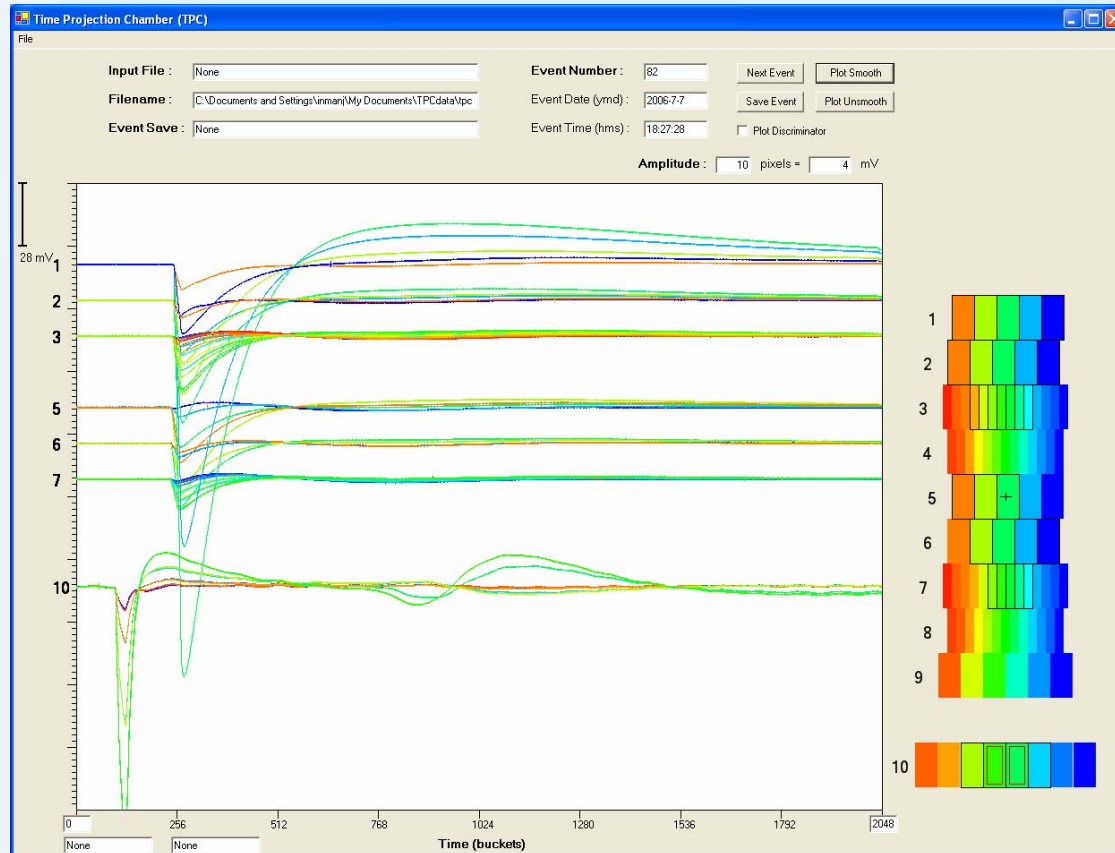 Time Projection Chamber (TPC)
File
Input File : None Event Number : 82 Next Event Plot Smooth
Filename : C:\Documents and Settings\inmanj\My Documents\TPCdata\tpc Event Date (ymd) : 2006-7-7 Save Event Plot Unsmooth
Event Save : None Event Time (hms) : 18:27:28 Plot Discriminator
Amplitude : 10 pixels = 4 mV
28 mV
1
2
3
5
6
7
10
1
2
3
4
5
6
7
8
9
10
0 256 512 768 1024 1280 1536 1792 2048
None None Time (buckets)